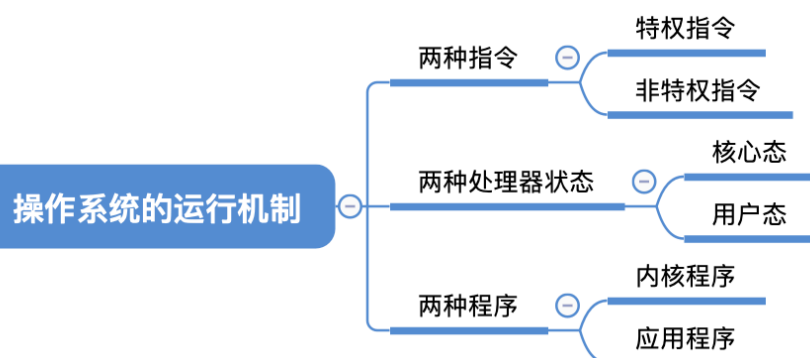 操作系统的运行机制
两种指令
特权指令
非特权指令
两种处理器状态
核心态
用户态
两种程序
内核程序
应用程序